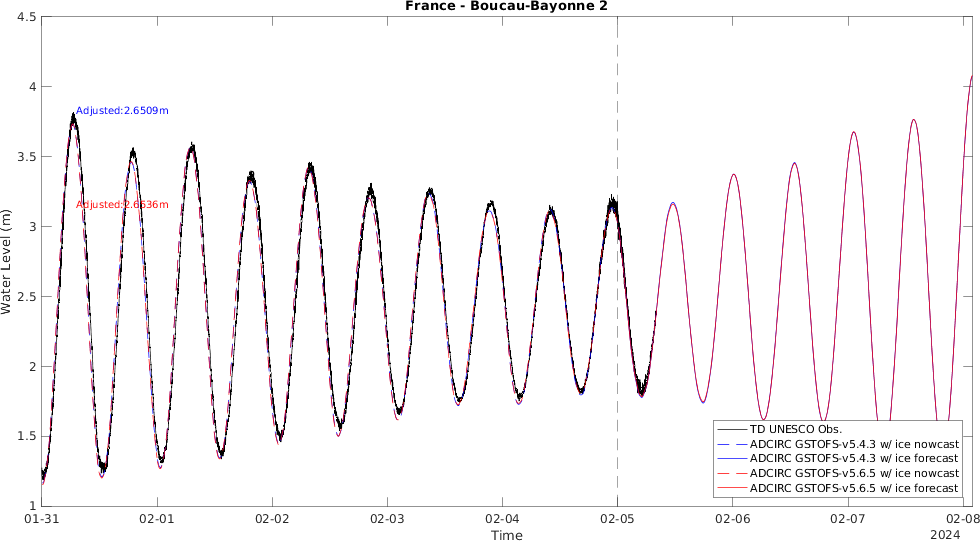 France - Boucau-Bayonne 2
4.5
4
3.5
3
2.5
2
1.5
1
Water Level (m)
Adjusted:2.6509m
Adjusted:2.6636m
TD UNESCO Obs.
ADCIRC GSTOFS-v5.4.3 w/ ice nowcast
ADCIRC GSTOFS-v5.4.3 w/ ice forecast
ADCIRC GSTOFS-v5.6.5 w/ ice nowcast
ADCIRC GSTOFS-v5.6.5 w/ ice forecast
01-31 02-01 02-02 02-03 02-04 02-05 02-06 02-07 02-08
Time
2024